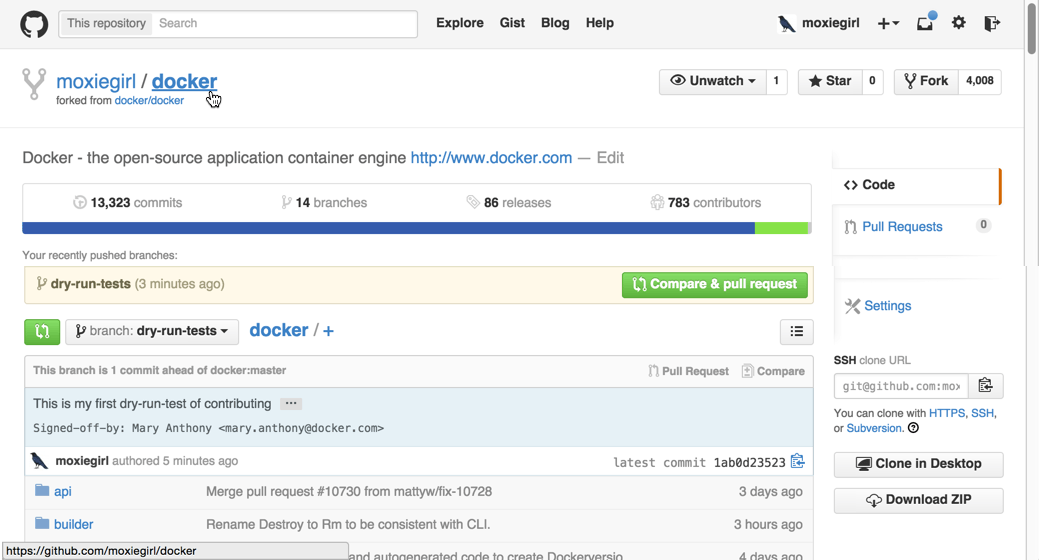 This repository Search Explore Gist Blog Help moxiegirl
moxiegirl / docker
forked from docker/docker
Unwatch 1 Star 0 Fork 4,008
Docker - the open-source application container engine http://www.docker.com — Edit
13,323 commits 14 branches 86 releases 783 contributors
Your recently pushed branches:
dry-run-tests (3 minutes ago) Compare & pull request
branch: dry-run-tests docker / +
This branch is 1 commit ahead of docker:master Pull Request Compare
This is my first dry-run-test of contributing ...
Signed-off-by: Mary Anthony <mary.anthony@docker.com>
moxiegirl authored 5 minutes ago latest commit 1ab0d23523
api Merge pull request #10730 from mattyw/fix-10728 3 days ago
builder Rename Destroy to Rm to be consistent with CLI. 3 hours ago
and autogenerated code to create Dockerversio 4 days ago
https://github.com/moxiegirl/docker
Code
Pull Requests 0
Settings
SSH clone URL
git@github.com:mox
You can clone with HTTPS, SSH,
or Subversion.
Clone in Desktop
Download ZIP